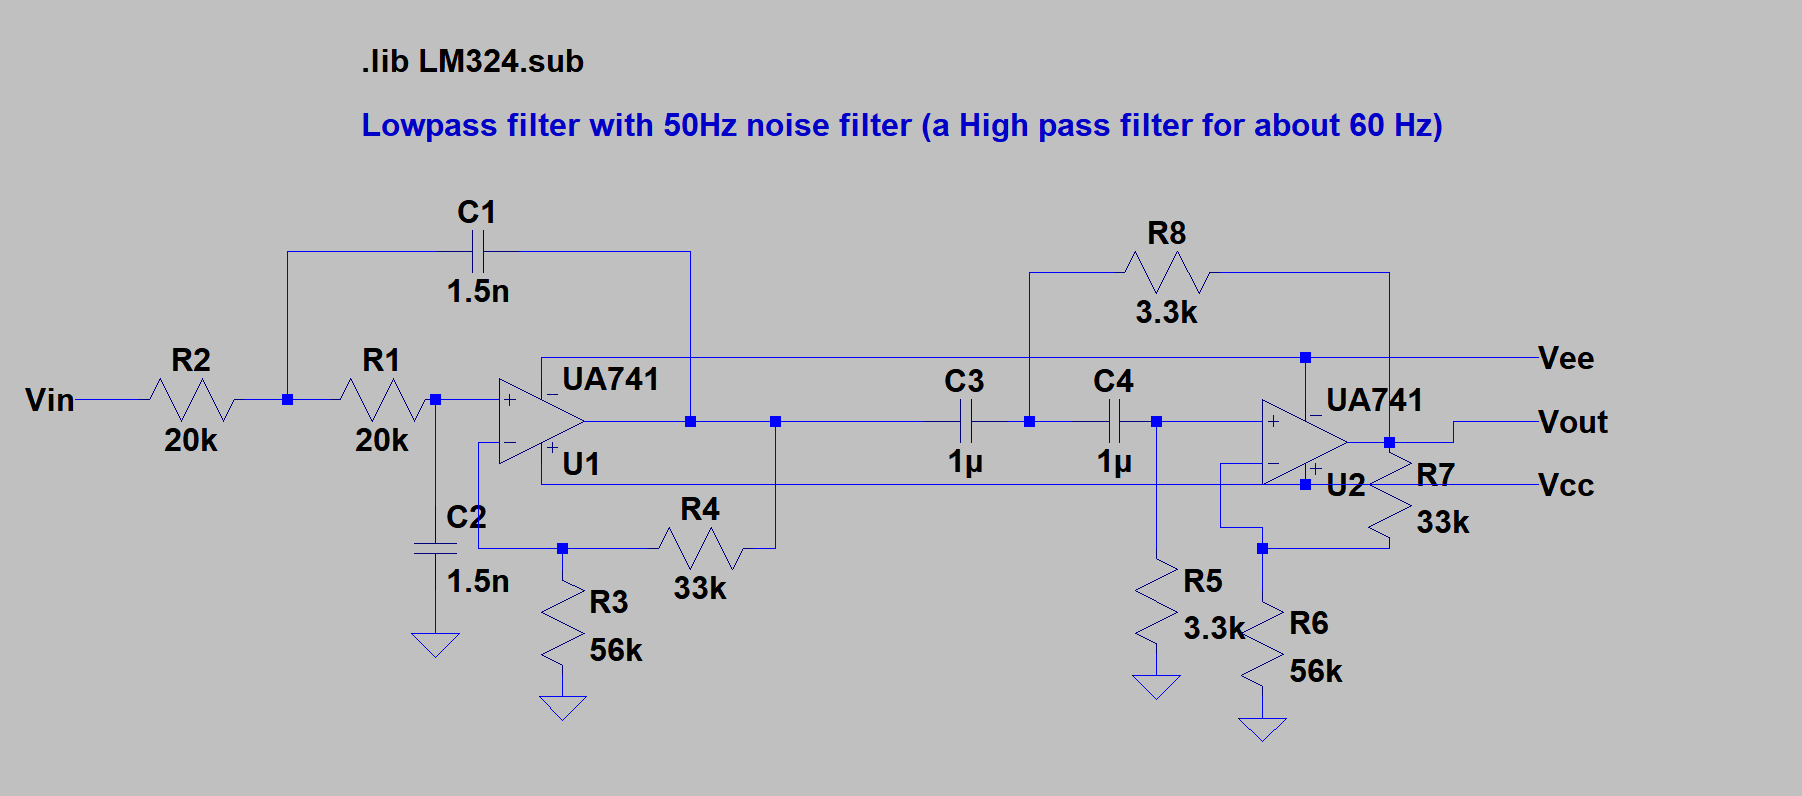 .lib LM324.sub
Lowpass filter with 50Hz noise filter (a High pass filter for about 60 Hz)
C1
1.5n
R8
3.3k
R2
20k
R1
20k
Vin
UA741
U1
C2
1.5n
R4
33k
R3
56k
C3
1µ
C4
1µ
UA741
U2
Vee
Vout
Vcc
R7
33k
R5
3.3k
R6
56k